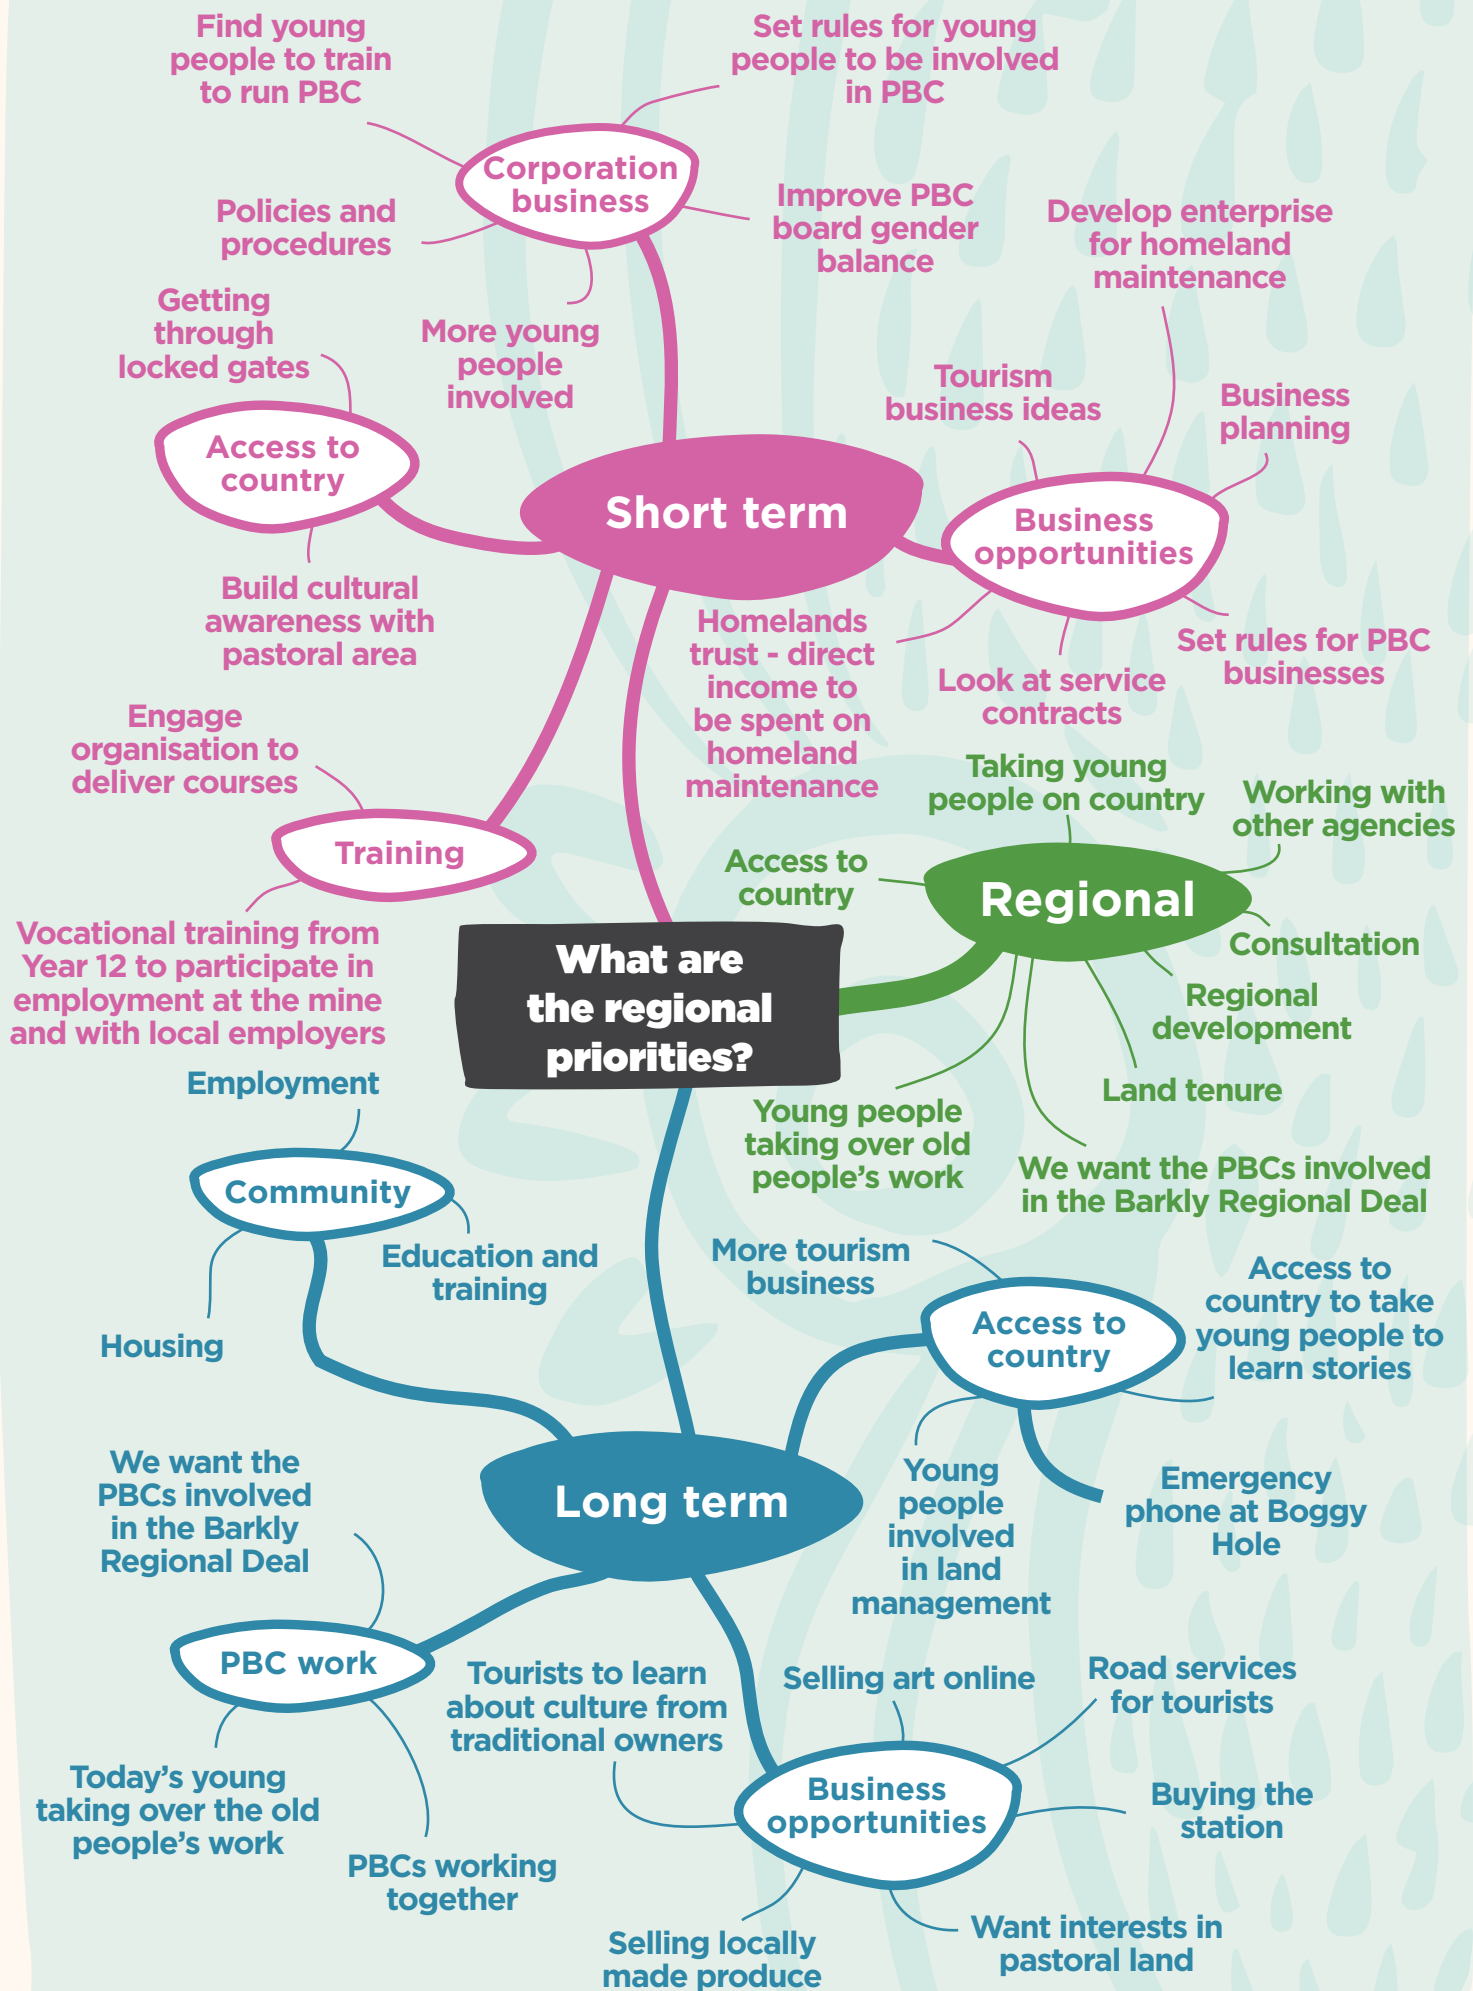 Find young
people to train
to run PBC
Set rules for young
people to be involved
in PBC
Corporation
business
Policies and
procedures
Improve PBC
board gender
balance
More young
people
involved
Getting
through
locked gates
Access to
country
Build cultural
awareness with
pastoral area
Short term
Develop enterprise
for homeland
maintenance
Tourism
business ideas
Business
planning
Business
opportunities
Homelands
trust - direct
income to
be spent on
homeland
maintenance
Look at service
contracts
Set rules for PBC
businesses
Engage
organisation to
deliver courses
Training
Vocational training from
Year 12 to participate in
employment at the mine
and with local employers
What are
the regional
priorities?
Taking young
people on country
Working with
other agencies
Access to
country
Regional
Consultation
Regional
development
Land tenure
Young people
taking over old
people's work
We want the PBCs involved
in the Barkly Regional Deal
Employment
Community
Education and
training
Housing
More tourism
business
Access to
country
Access to
country to take
young people to
learn stories
Young
people
involved
in land
management
Emergency
phone at Boggy
Hole
Long term
We want the
PBCs involved
in the Barkly
Regional Deal
PBC work
Today's young
taking over the old
people's work
PBCs working
together
Tourists to learn
about culture from
traditional owners
Selling art online
Road services
for tourists
Business
opportunities
Buying the
station
Selling locally
made produce
Want interests in
pastoral land